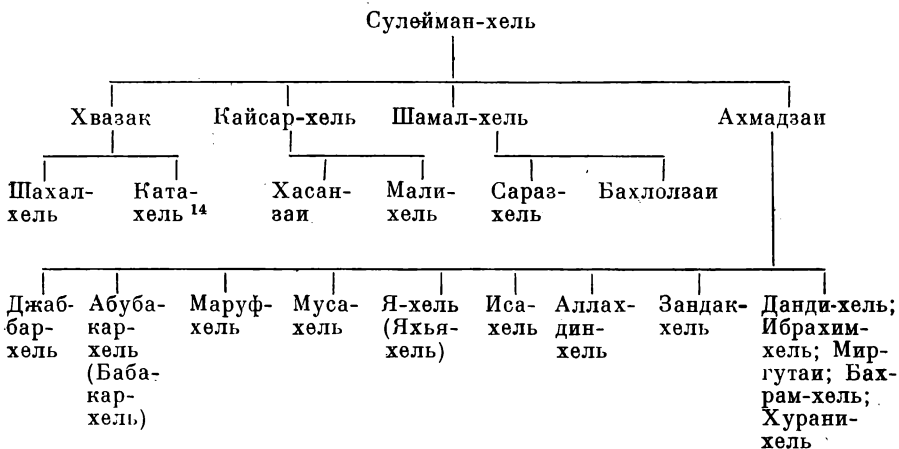 Сулейман-хель
Хвазак Кайсар-хель Шамал-хель Ахмадзаи
Шахал- Ката- Хасан- Мали- Сараз- Бахлолзаи
хель хель 14 заи хель хель
Джаб- Абуба- Маруф- Муса- Я-хель Иса- Аллах- Зандак- Данди-хель;
бар- кар- хель хель (Яхья- хель дин- хель Ибрахим-
хель хель хель) хель хель; Мир-
(Баба- гутаи; Бах-
кар- рам-хель;
хель) Хурани-
хель